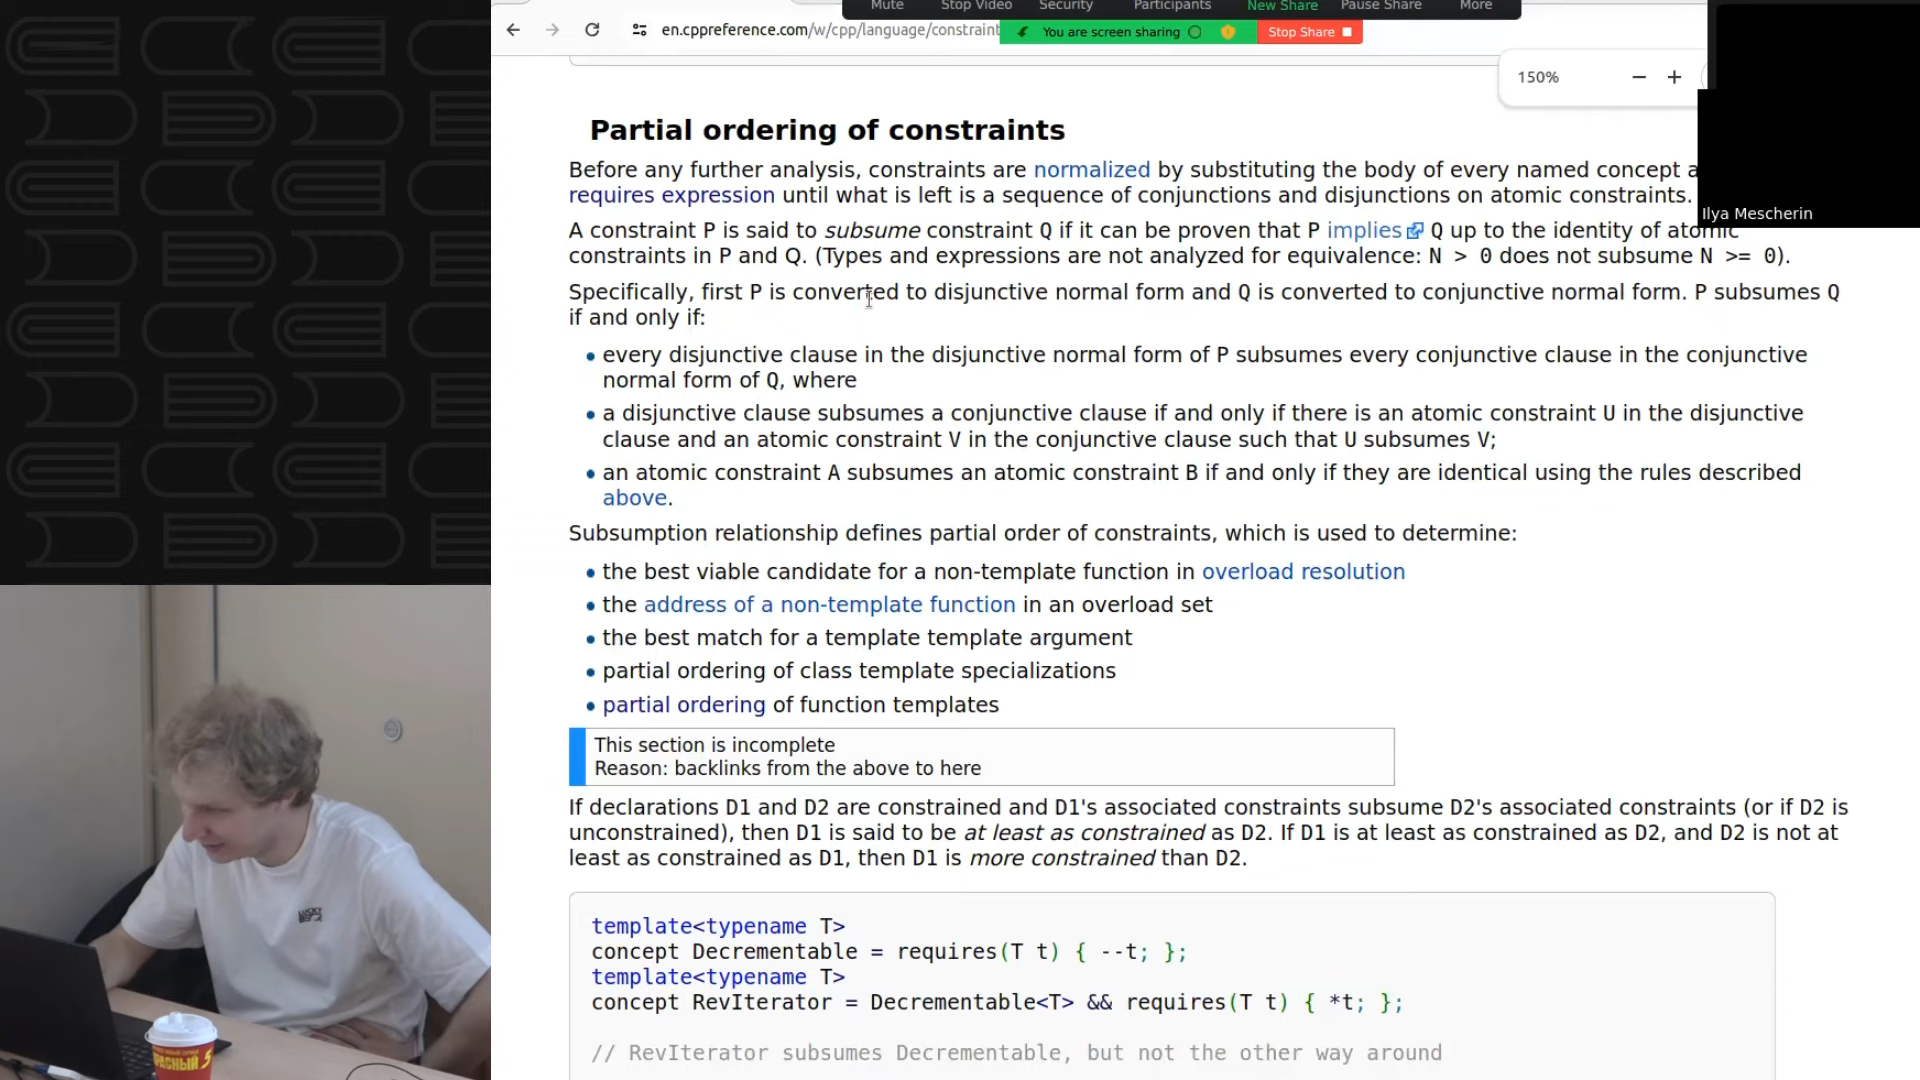 Mute Stop Video Security Participants New Share Pause Share More
en.cppreference.com/w/cpp/language/constraint
You are screen sharing Stop Share
150%
Ilya Mescherin
Partial ordering of constraints
Before any further analysis, constraints are normalized by substituting the body of every named concept a
requires expression until what is left is a sequence of conjunctions and disjunctions on atomic constraints.
A constraint P is said to subsume constraint Q if it can be proven that P implies Q up to the identity of atomic
constraints in P and Q. (Types and expressions are not analyzed for equivalence: N > 0 does not subsume N >= 0).
Specifically, first P is converted to disjunctive normal form and Q is converted to conjunctive normal form. P subsumes Q
if and only if:
• every disjunctive clause in the disjunctive normal form of P subsumes every conjunctive clause in the conjunctive
normal form of Q, where
• a disjunctive clause subsumes a conjunctive clause if and only if there is an atomic constraint U in the disjunctive
clause and an atomic constraint V in the conjunctive clause such that U subsumes V;
• an atomic constraint A subsumes an atomic constraint B if and only if they are identical using the rules described
above.
Subsumption relationship defines partial order of constraints, which is used to determine:
• the best viable candidate for a non-template function in overload resolution
• the address of a non-template function in an overload set
• the best match for a template template argument
• partial ordering of class template specializations
• partial ordering of function templates
This section is incomplete
Reason: backlinks from the above to here
If declarations D1 and D2 are constrained and D1's associated constraints subsume D2's associated constraints (or if D2 is
unconstrained), then D1 is said to be at least as constrained as D2. If D1 is at least as constrained as D2, and D2 is not at
least as constrained as D1, then D1 is more constrained than D2.
template<typename T>
concept Decrementable = requires(T t) { --t; };
template<typename T>
concept RevIterator = Decrementable<T> && requires(T t) { *t; };
// RevIterator subsumes Decrementable, but not the other way around